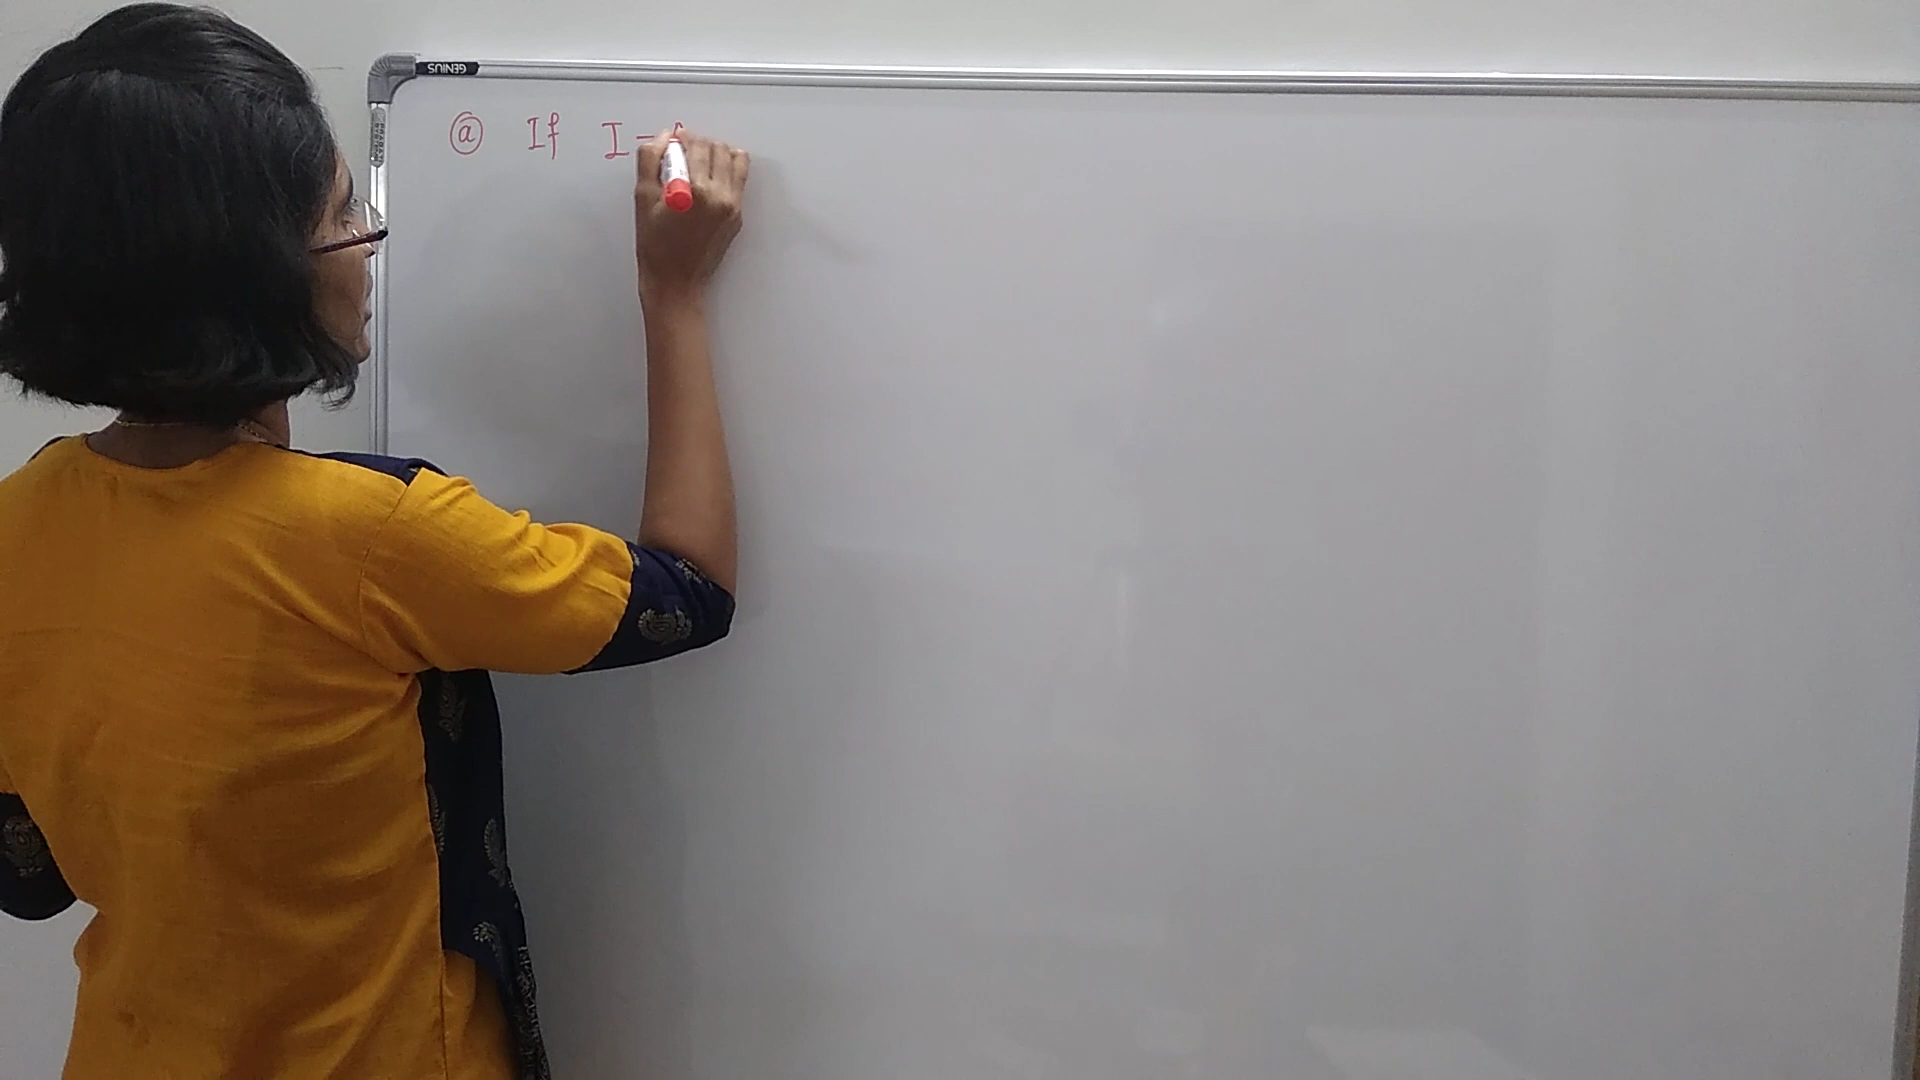 GENIUS
ⓐ If I -